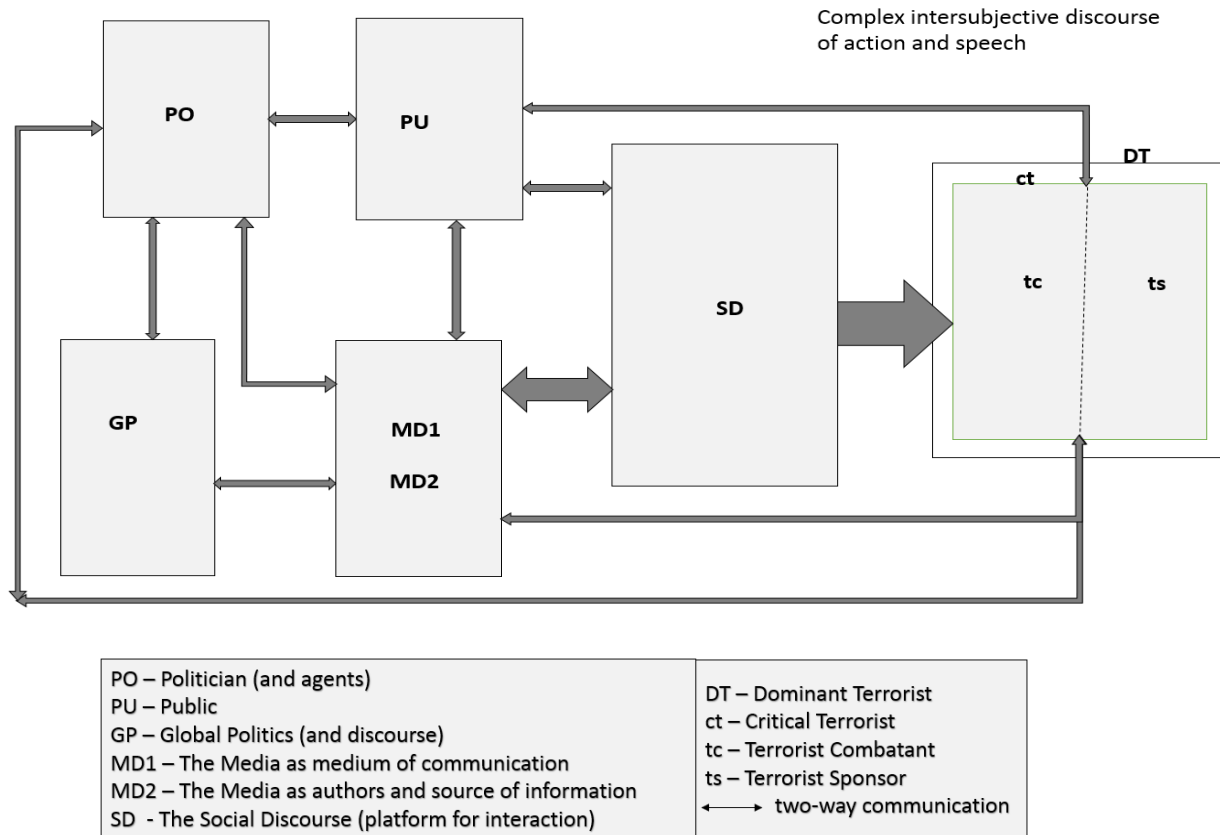 Complex intersubjective discourse
of action and speech
PO
PU
DT
ct
tc
ts
SD
GP
MD1
MD2
PO – Politician (and agents)
PU – Public
GP – Global Politics (and discourse)
MD1 – The Media as medium of communication
MD2 – The Media as authors and source of information
SD - The Social Discourse (platform for interaction)
DT – Dominant Terrorist
ct – Critical Terrorist
tc – Terrorist Combatant
ts – Terrorist Sponsor
two-way communication